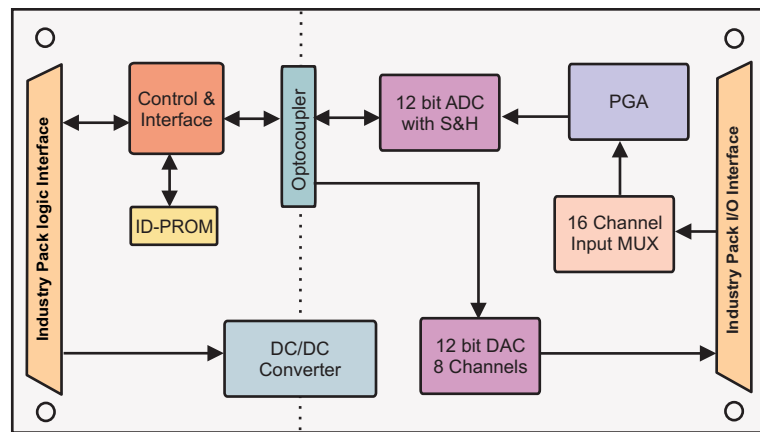 Industry Pack logic Interface
Control &
Interface
ID-PROM
Optocoupler
12 bit ADC
with S&H
PGA
16 Channel
Input MUX
Industry Pack I/O Interface
DC/DC
Converter
12 bit DAC
8 Channels